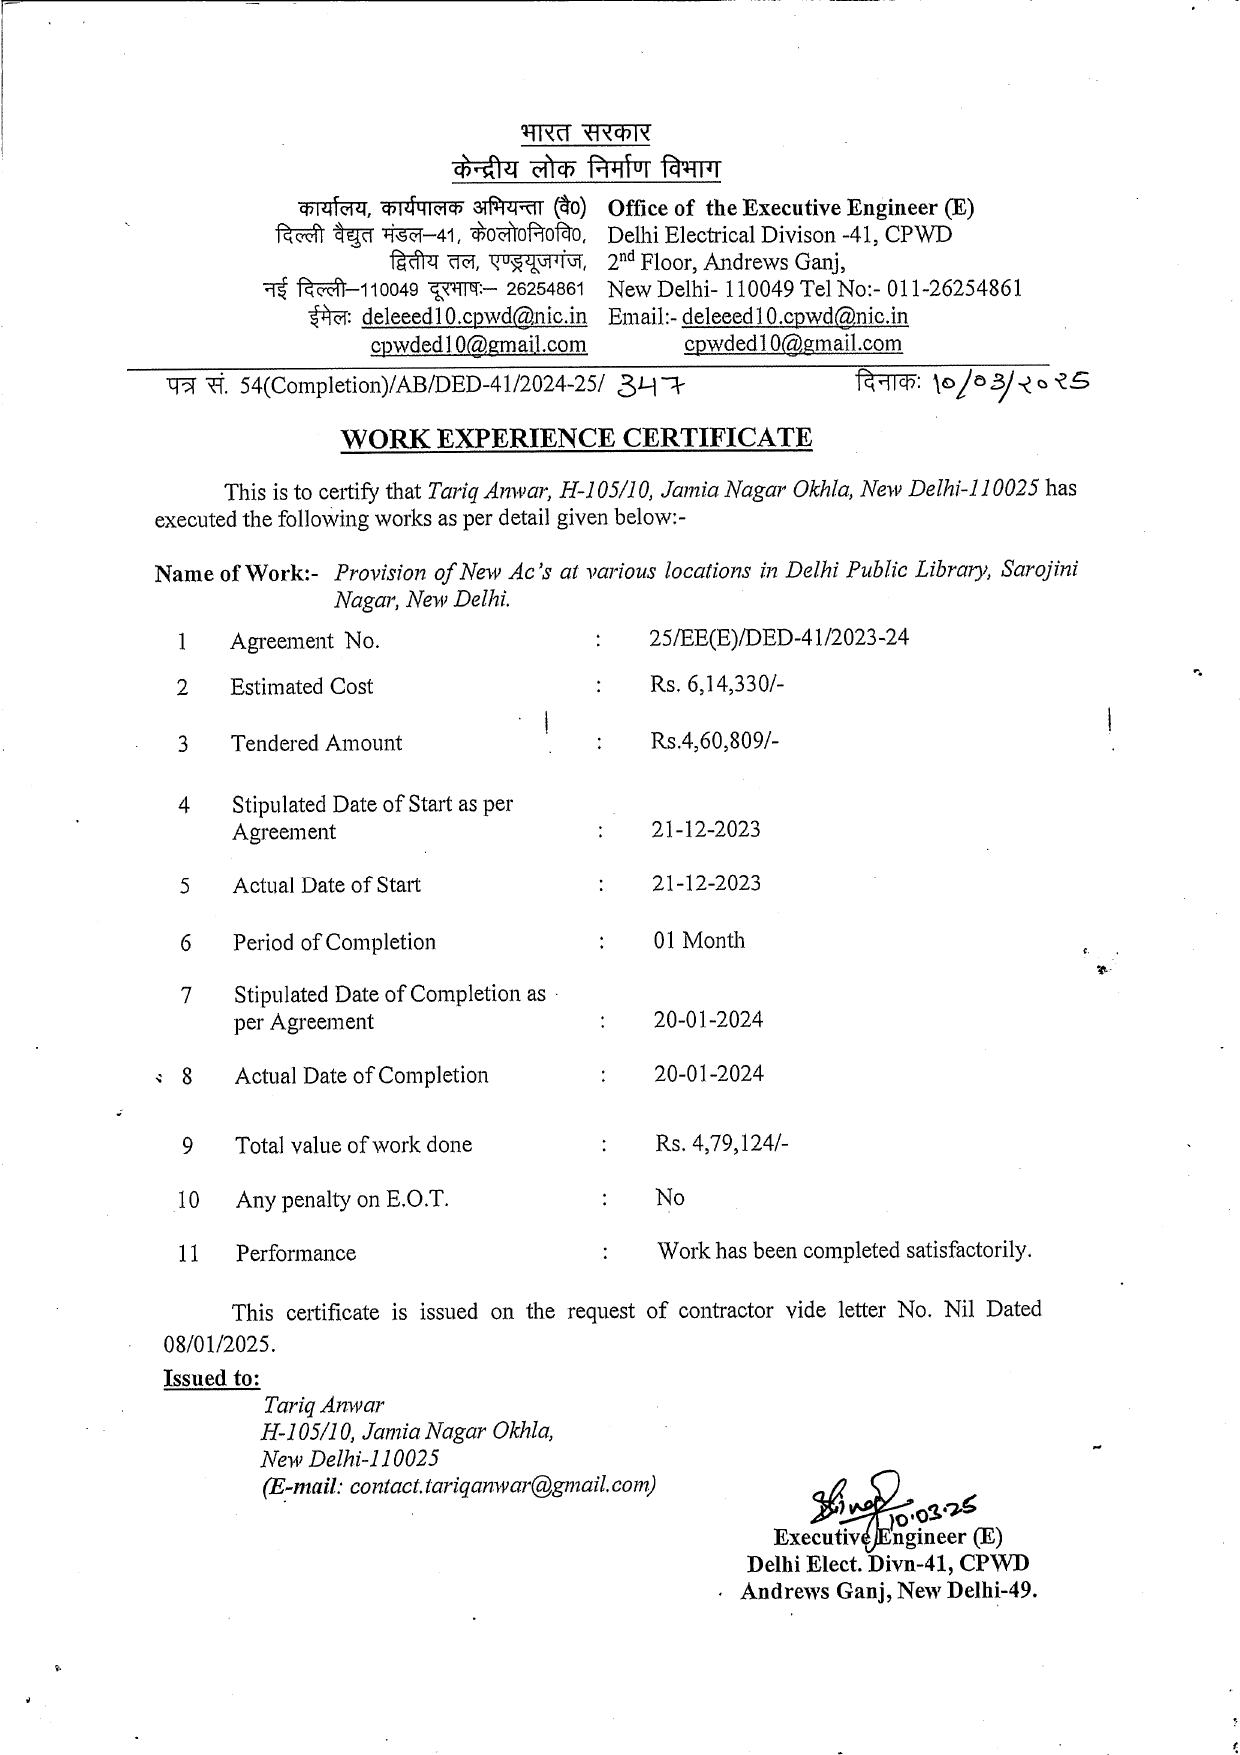 भारत सरकार
केन्द्रीय लोक निर्माण विभाग
कार्यालय, कार्यपालक अभियन्ता (वै०) Office of the Executive Engineer (E)
दिल्ली वैद्युत मंडल–41, के०लो०नि०वि०, Delhi Electrical Divison -41, CPWD
द्वितीय तल, एण्ड्रयूजगंज, 2nd Floor, Andrews Ganj,
नई दिल्ली–110049 दूरभाषः– 26254861 New Delhi- 110049 Tel No:- 011-26254861
ईमेलः deleeed10.cpwd@nic.in Email:- deleeed10.cpwd@nic.in
cpwded10@gmail.com cpwded10@gmail.com
पत्र सं. 54(Completion)/AB/DED-41/2024-25/ 347 दिनाकः १०/०3/२०२5
WORK EXPERIENCE CERTIFICATE
This is to certify that Tariq Anwar, H-105/10, Jamia Nagar Okhla, New Delhi-110025 has
executed the following works as per detail given below:-
Name of Work:- Provision of New Ac's at various locations in Delhi Public Library, Sarojini
Nagar, New Delhi.
1 Agreement No. : 25/EE(E)/DED-41/2023-24
2 Estimated Cost : Rs. 6,14,330/-
3 Tendered Amount : Rs.4,60,809/-
4 Stipulated Date of Start as per
Agreement : 21-12-2023
5 Actual Date of Start : 21-12-2023
6 Period of Completion : 01 Month
7 Stipulated Date of Completion as
per Agreement : 20-01-2024
8 Actual Date of Completion : 20-01-2024
9 Total value of work done : Rs. 4,79,124/-
10 Any penalty on E.O.T. : No
11 Performance : Work has been completed satisfactorily.
This certificate is issued on the request of contractor vide letter No. Nil Dated
08/01/2025.
Issued to:
Tariq Anwar
H-105/10, Jamia Nagar Okhla,
New Delhi-110025
(E-mail: contact.tariqanwar@gmail.com)
10.03.25
Executive Engineer (E)
Delhi Elect. Divn-41, CPWD
Andrews Ganj, New Delhi-49.